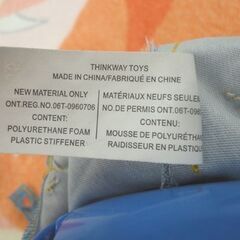 THINKWAY TOYS
MADE IN CHINA/FABRIQUÉ EN CHINE
NEW MATERIAL ONLY
ONT.REG.NO.06T-0960706
CONTENT:
POLYURETHANE FOAM
PLASTIC STIFFENER
MATÉRIAUX NEUFS SEULEM
NO.DE PERMIS ONT.06T-096
CONTENU:
MOUSSE DE POLYURÉTHA
RAIDISSEUR EN PLASTIQU